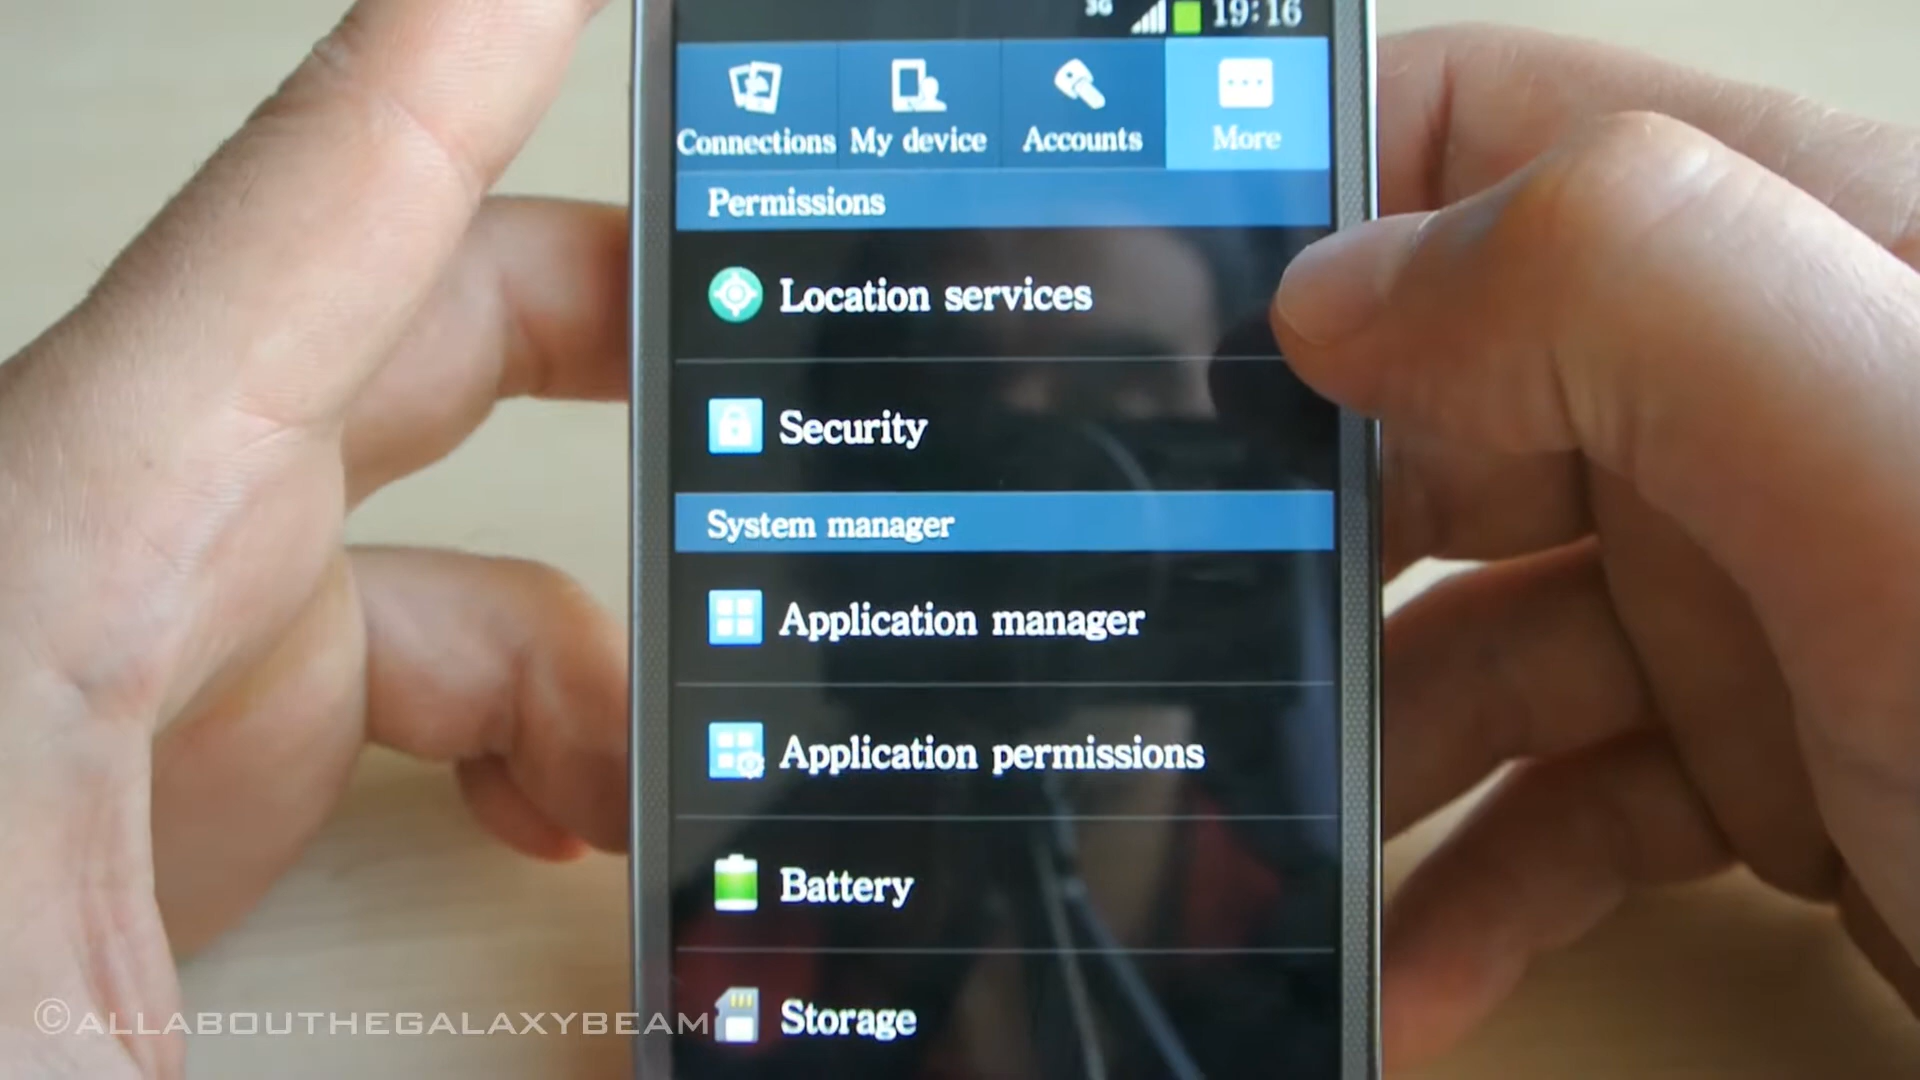 3G 19:16
Connections My device Accounts More
Permissions
Location services
Security
System manager
Application manager
Application permissions
Battery
Storage
©ALLABOUTHEGALAXYBEAM